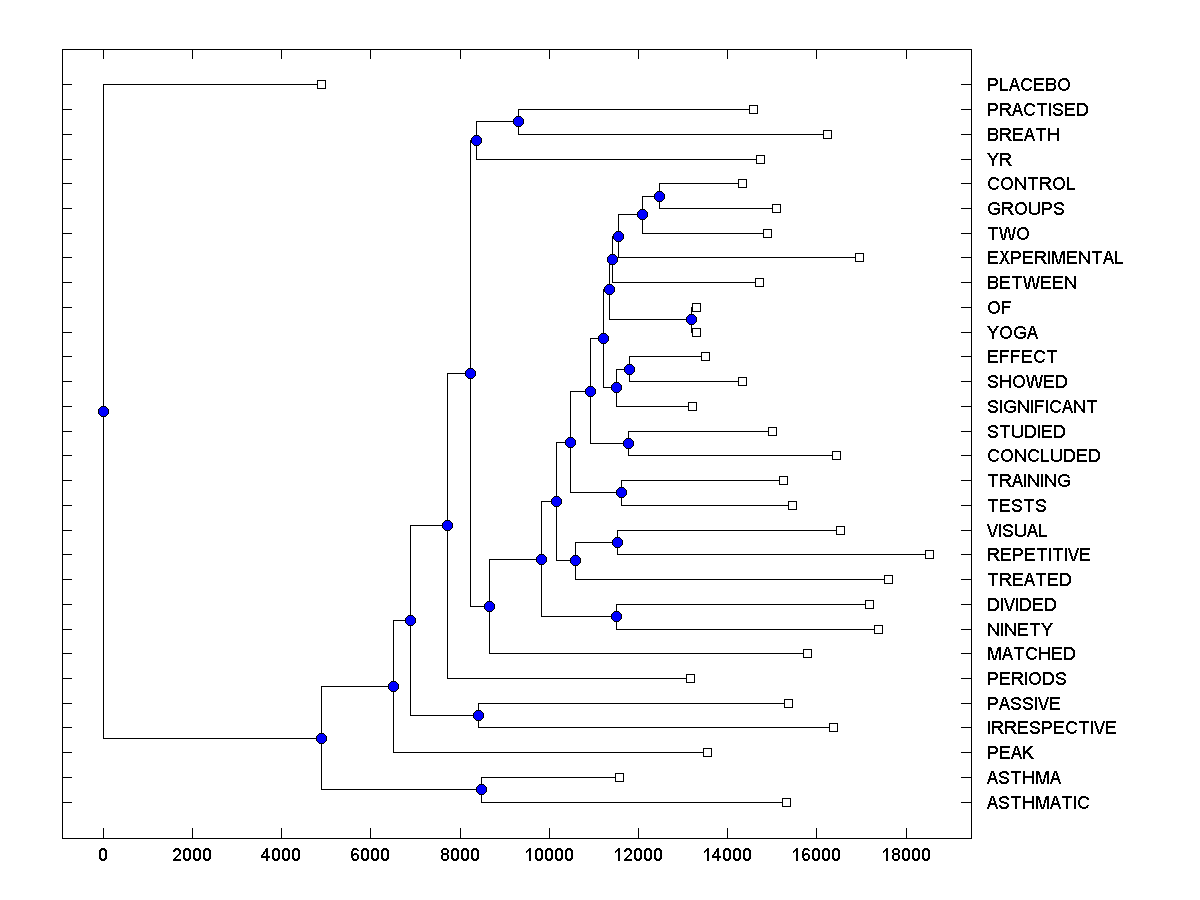 PLACEBO
PRACTISED
BREATH
YR
CONTROL
GROUPS
TWO
EXPERIMENTAL
BETWEEN
OF
YOGA
EFFECT
SHOWED
SIGNIFICANT
STUDIED
CONCLUDED
TRAINING
TESTS
VISUAL
REPETITIVE
TREATED
DIVIDED
NINETY
MATCHED
PERIODS
PASSIVE
IRRESPECTIVE
PEAK
ASTHMA
ASTHMATIC
0 2000 4000 6000 8000 10000 12000 14000 16000 18000